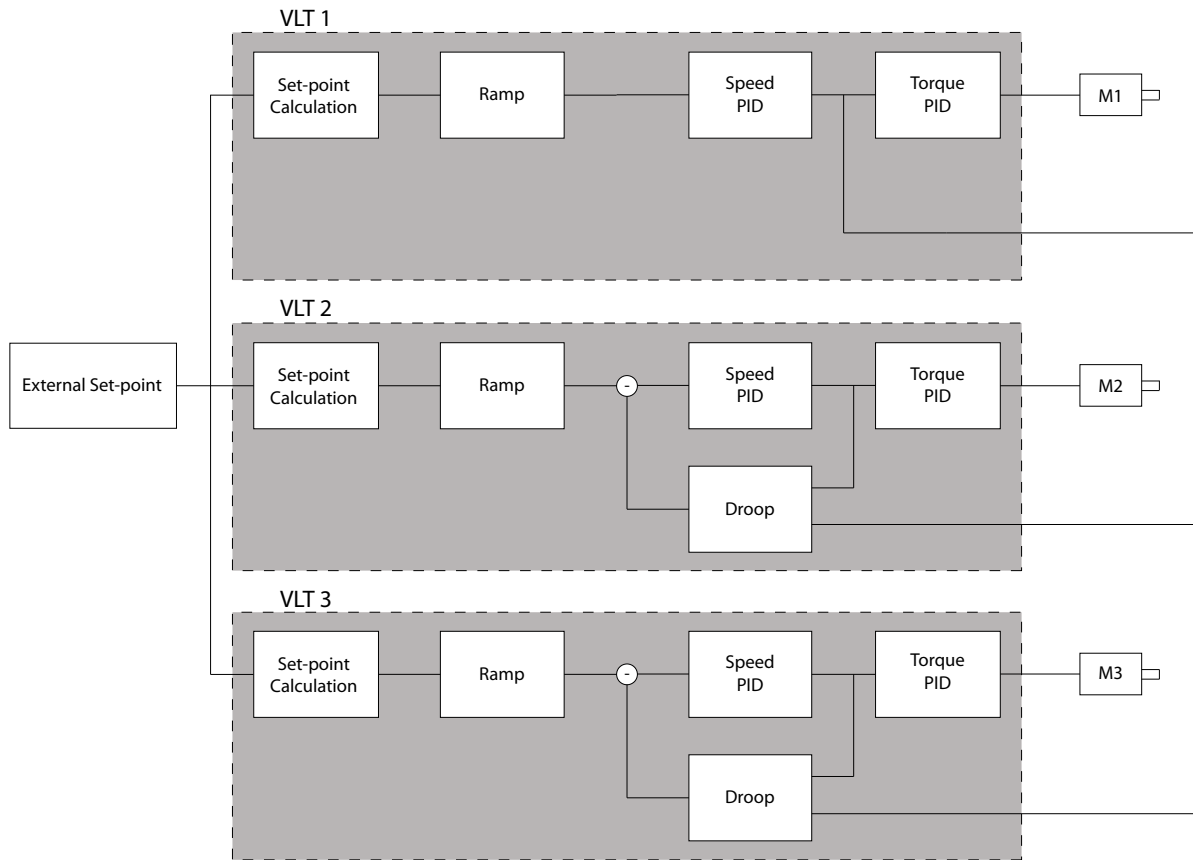 VLT 1
Set-point
Calculation
Ramp
Speed
PID
Torque
PID
M1
VLT 2
External Set-point
Set-point
Calculation
Ramp
-
Speed
PID
Torque
PID
M2
Droop
VLT 3
Set-point
Calculation
Ramp
-
Speed
PID
Torque
PID
M3
Droop